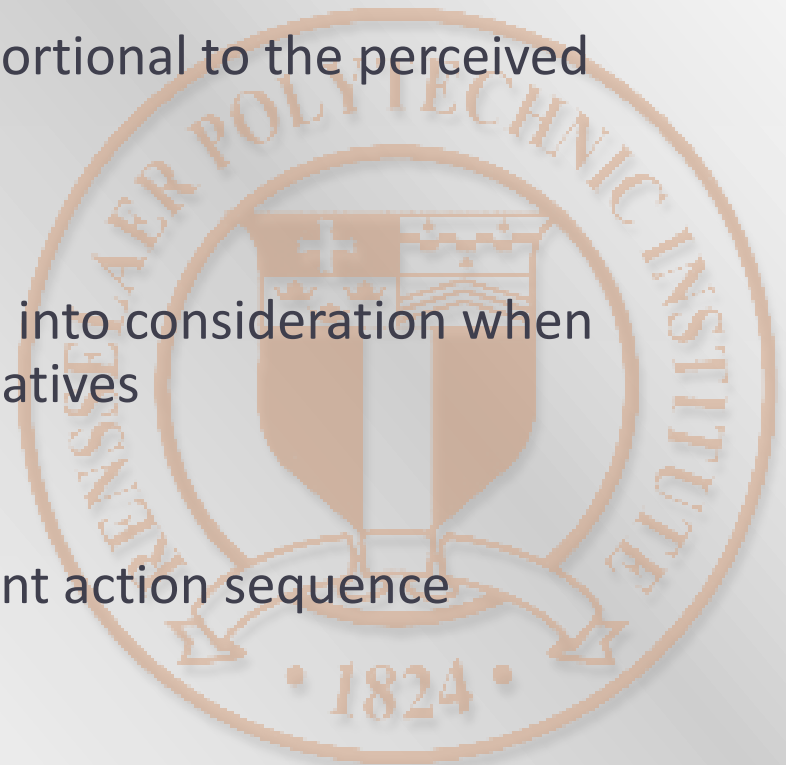 ortional to the perceived
into consideration when
atives
nt action sequence
RENSSELAER POLYTECHNIC INSTITUTE
• 1824 •